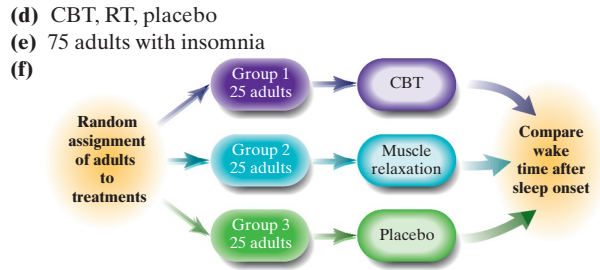 (d) CBT, RT, placebo
(e) 75 adults with insomnia
(f)
Random
assignment
of adults
to
treatments
Group 1
25 adults
CBT
Group 2
25 adults
Muscle
relaxation
Group 3
25 adults
Placebo
Compare
wake
time after
sleep onset